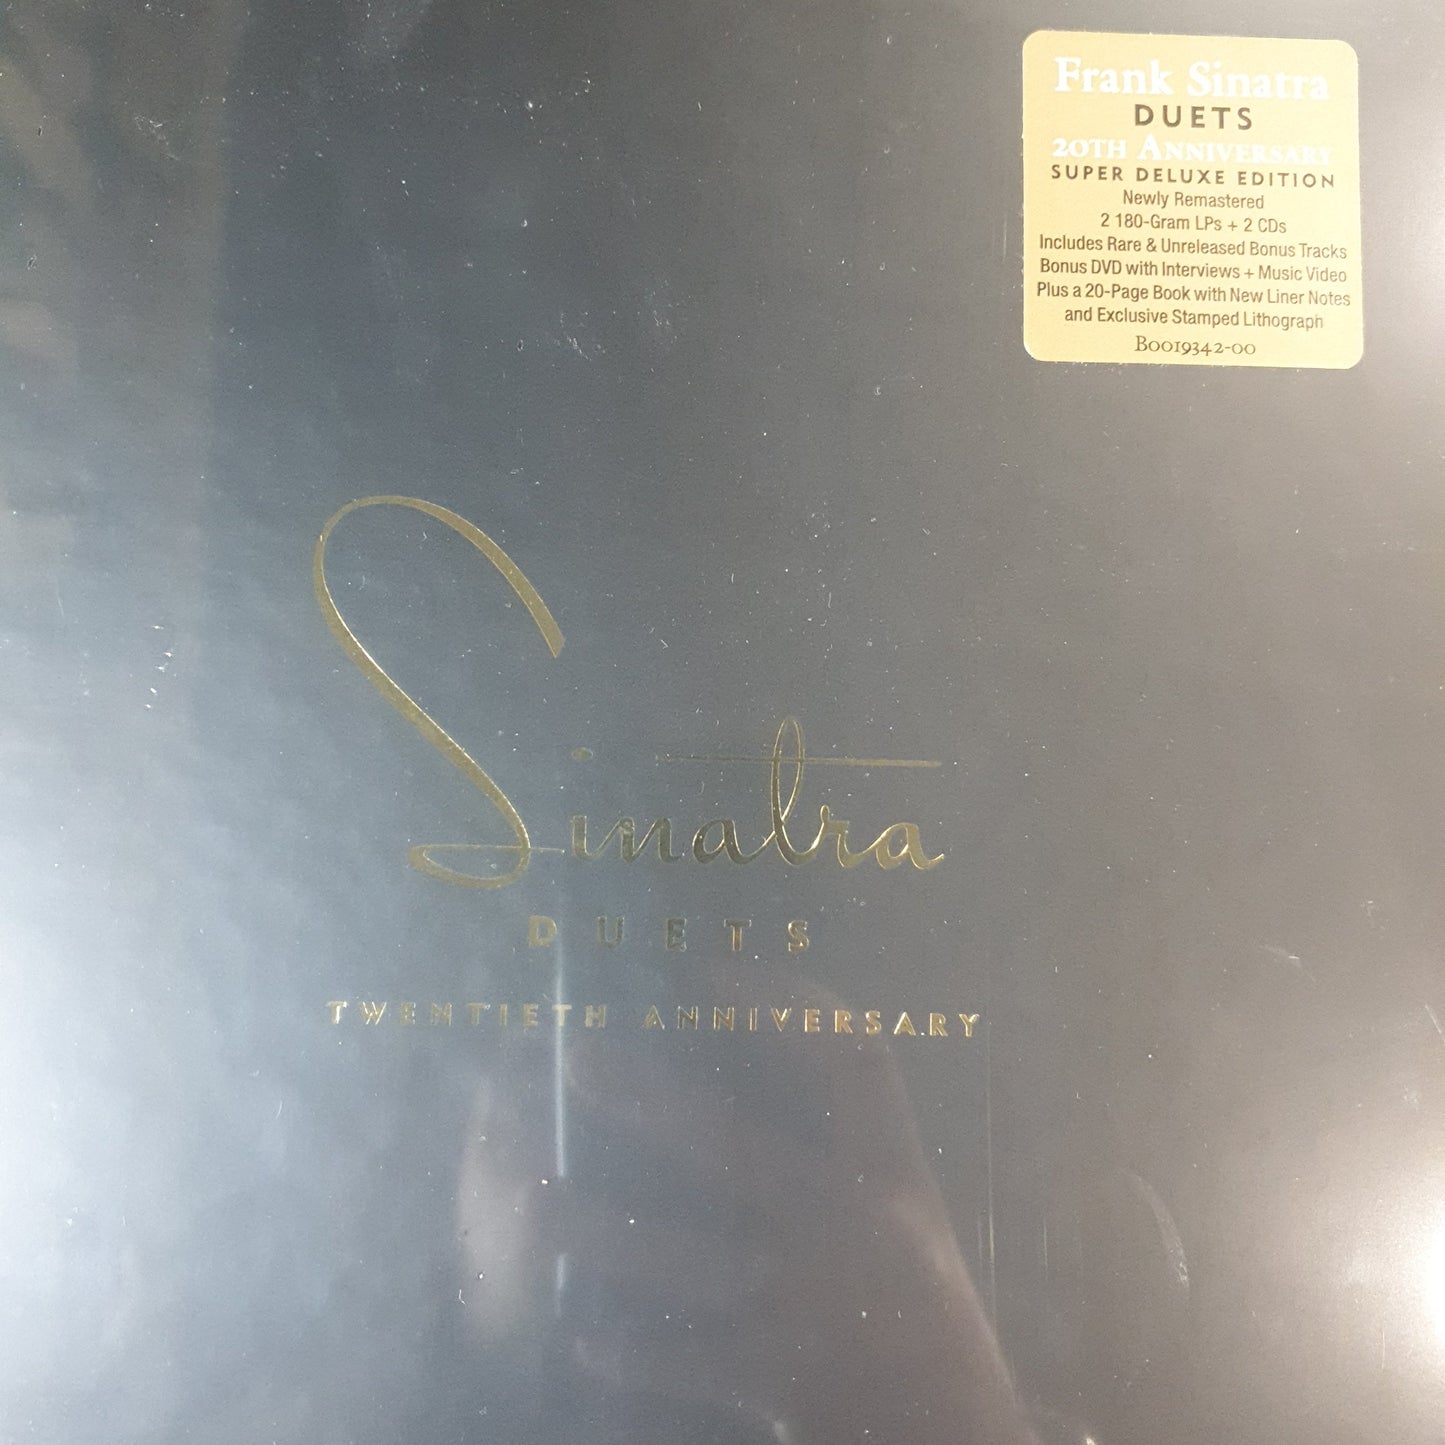 Frank Sinatra
DUETS
20TH ANNIVERSARY
SUPER DELUXE EDITION
Newly Remastered
2 180-Gram LPs + 2 CDs
Includes Rare & Unreleased Bonus Tracks
Bonus DVD with Interviews + Music Video
Plus a 20-Page Book with New Liner Notes
and Exclusive Stamped Lithograph
B0019342-00
Sinatra
DUETS
TWENTIETH ANNIVERSARY